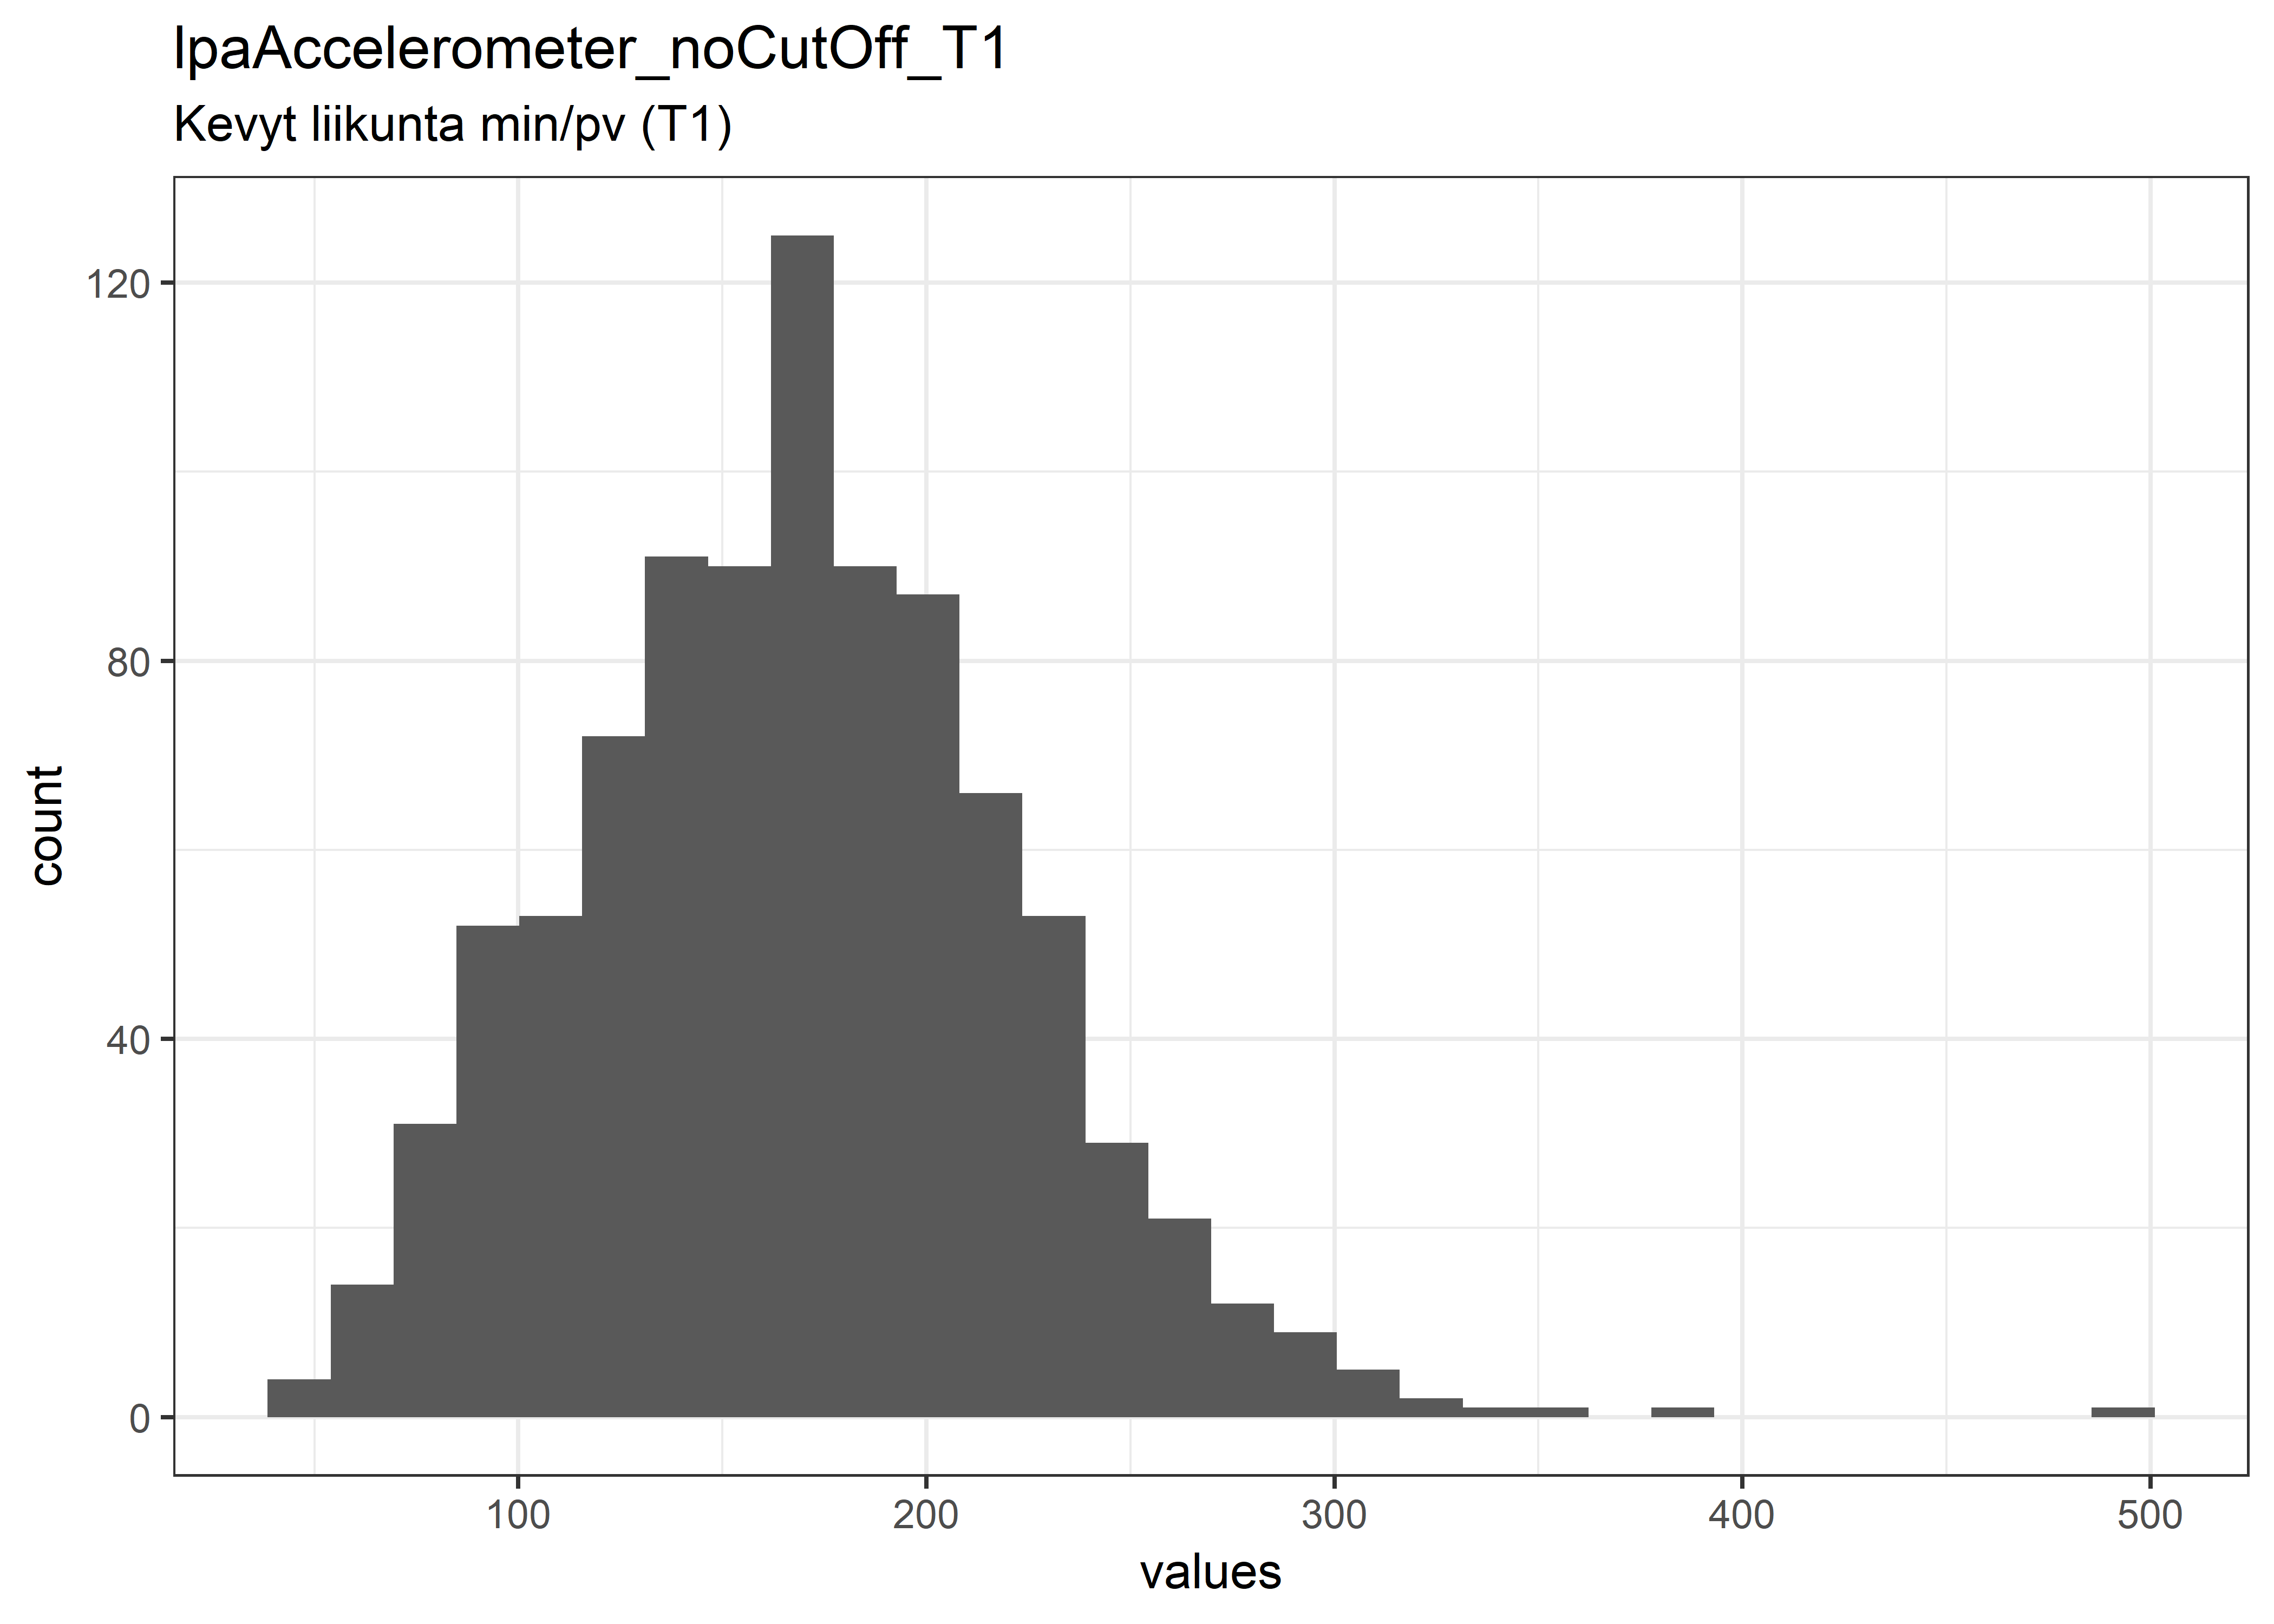 lpaAccelerometer_noCutOff_T1
Kevyt liikunta min/pv (T1)
120
80
40
0
count
100 200 300 400 500
values